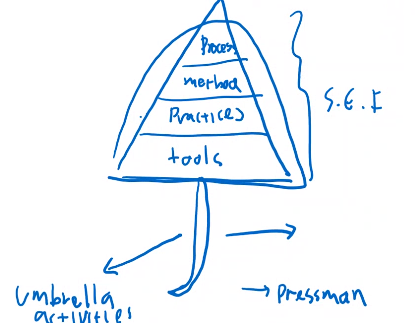 Process
method
Practices
tools
S.E.I
Umbrella
activities
→ Pressman